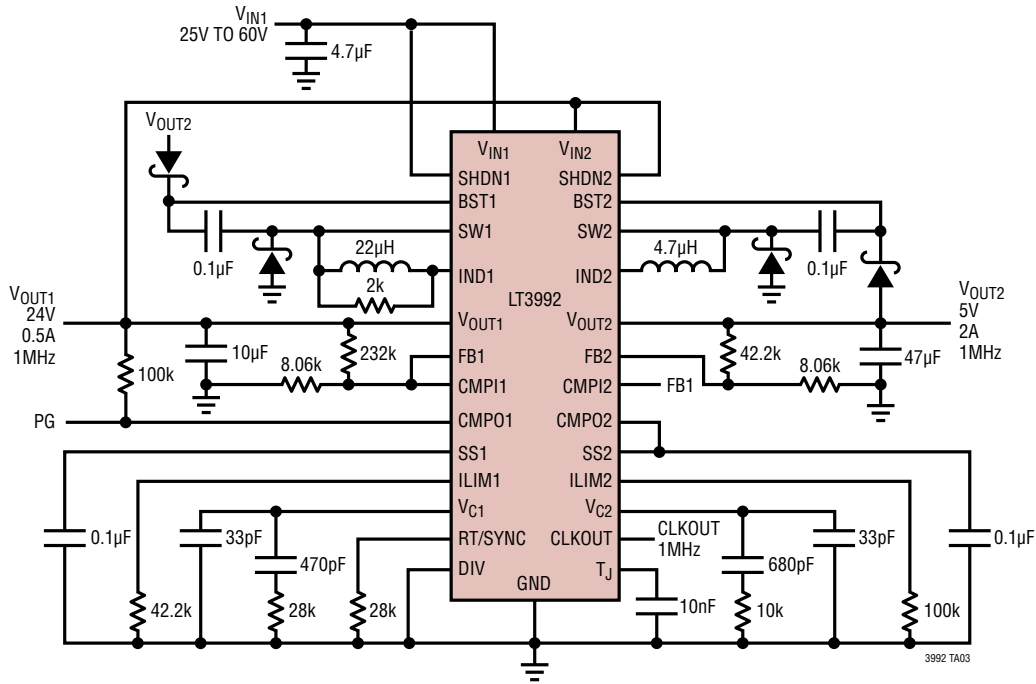 VIN1
25V TO 60V
4.7µF
VOUT2
VIN1
VIN2
SHDN1
SHDN2
BST1
BST2
0.1µF
SW1
SW2
0.1µF
22µH
4.7µH
IND1
IND2
2k
LT3992
VOUT1
24V
0.5A
1MHz
VOUT1
VOUT2
VOUT2
5V
2A
1MHz
10µF
232k
42.2k
47µF
100k
8.06k
8.06k
FB1
FB2
CMPI1
CMPI2
FB1
PG
CMPO1
CMPO2
SS1
SS2
ILIM1
ILIM2
VC1
VC2
0.1µF
33pF
470pF
RT/SYNC
CLKOUT
CLKOUT
1MHz
680pF
33pF
0.1µF
DIV
TJ
GND
42.2k
28k
28k
10nF
10k
100k
3992 TA03